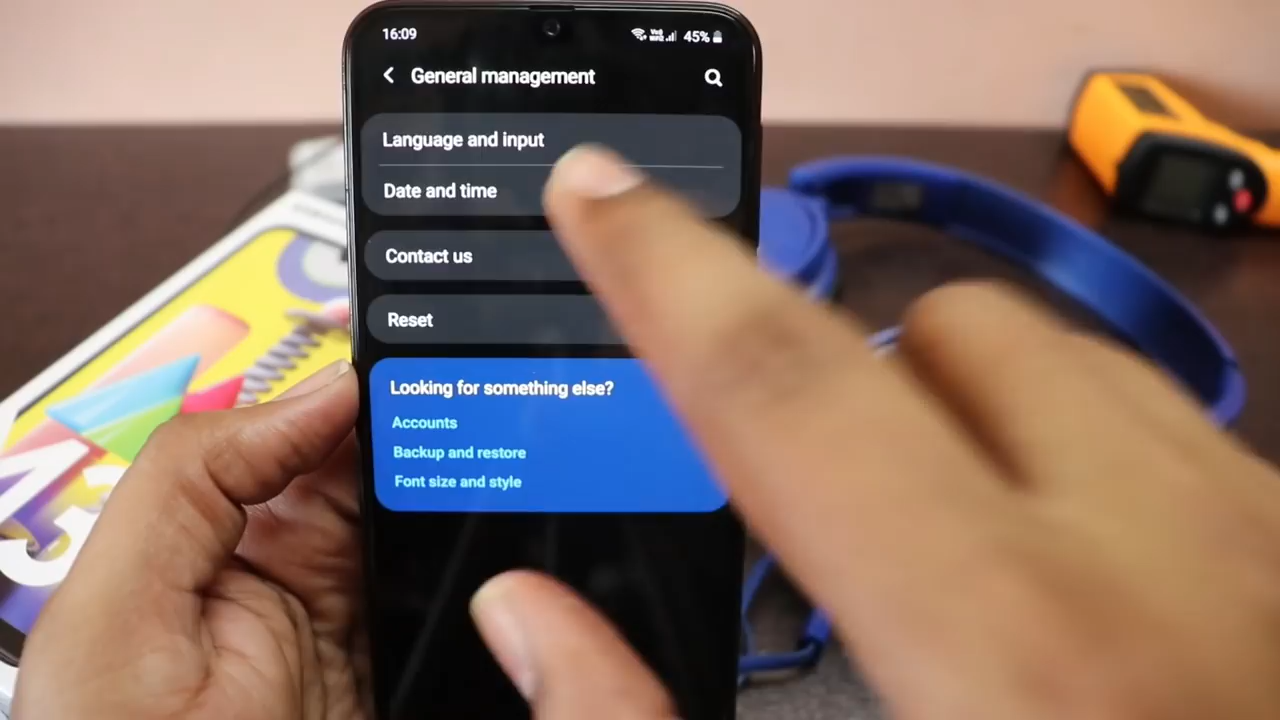 16:09
45%
General management
Language and input
Date and time
Contact us
Reset
Looking for something else?
Accounts
Backup and restore
Font size and style